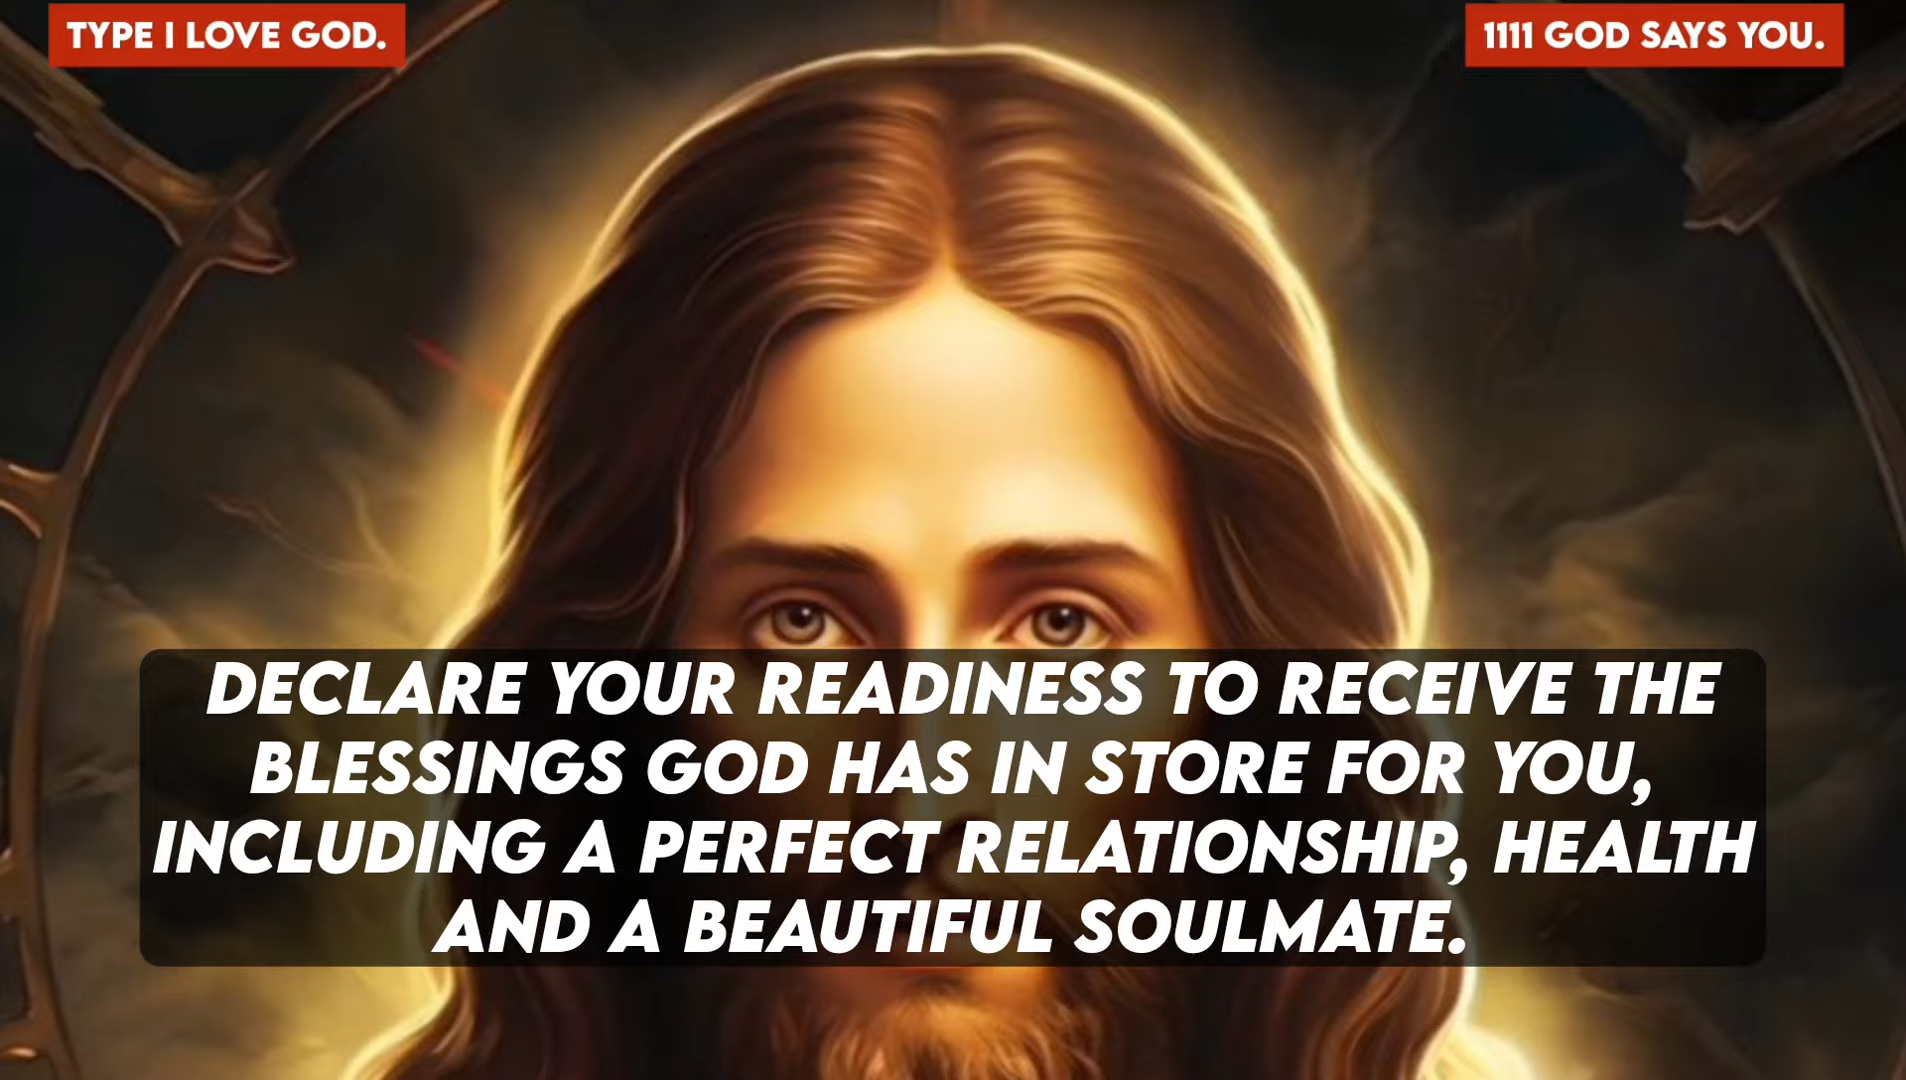 TYPE I LOVE GOD.
1111 GOD SAYS YOU.
DECLARE YOUR READINESS TO RECEIVE THE
BLESSINGS GOD HAS IN STORE FOR YOU,
INCLUDING A PERFECT RELATIONSHIP, HEALTH
AND A BEAUTIFUL SOULMATE.